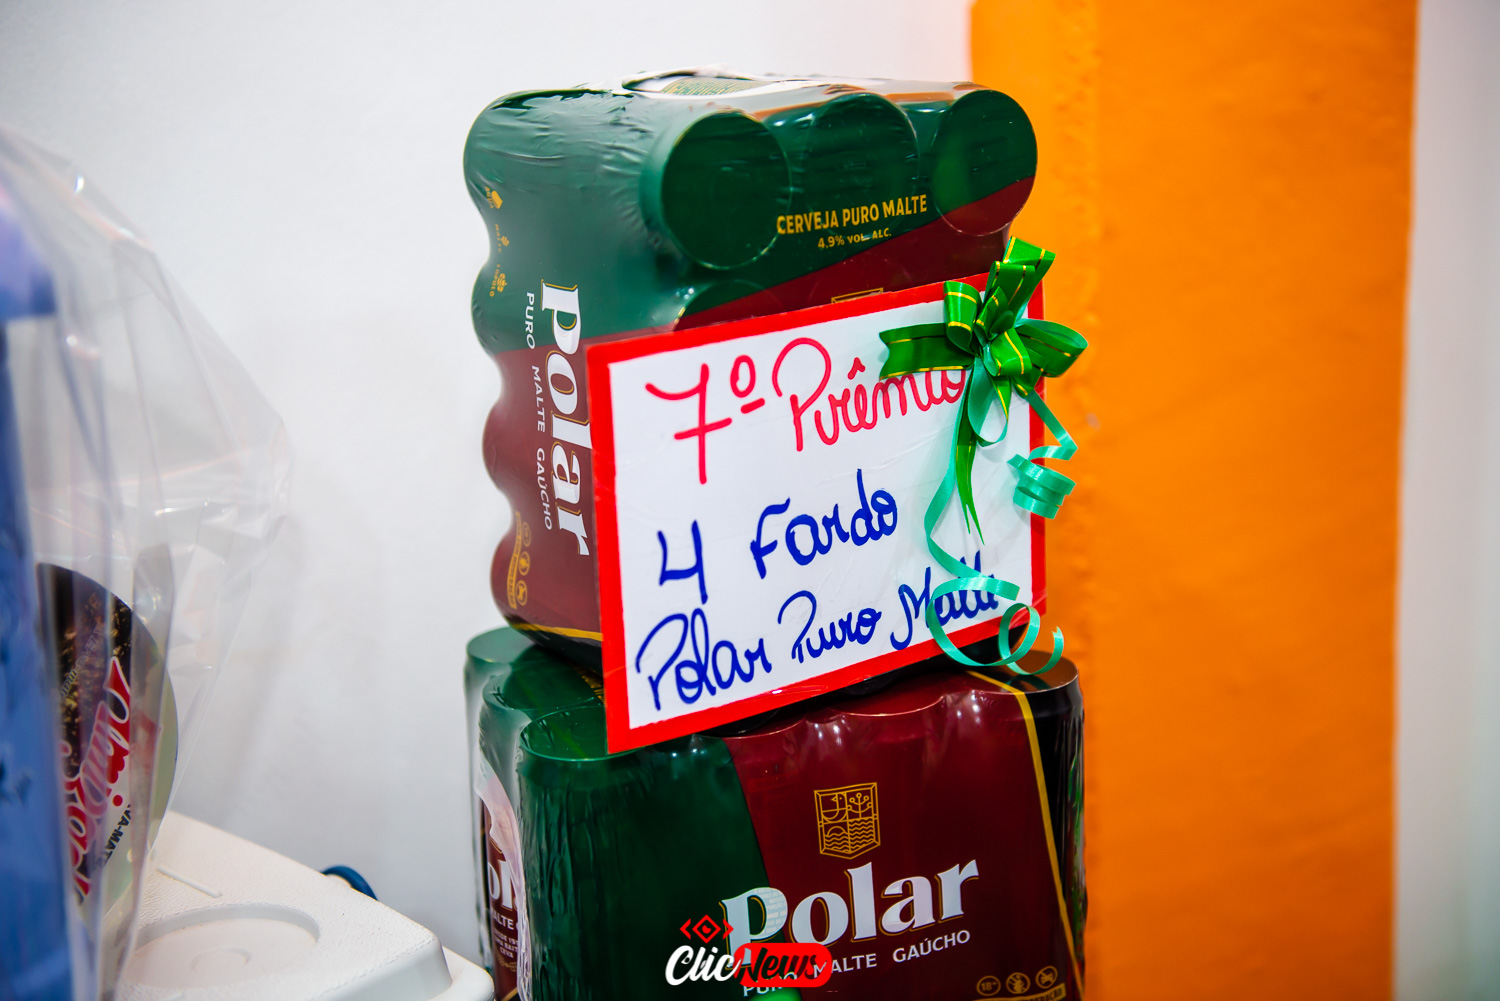 CERVEJA PURO MALTE
4.9% VOL. ALC.
Polar
PURO MALTE GAÚCHO
7º Prêmio
4 Fardo
Polar Puro Malte
Polar
PURO MALTE GAÚCHO
ClicNews